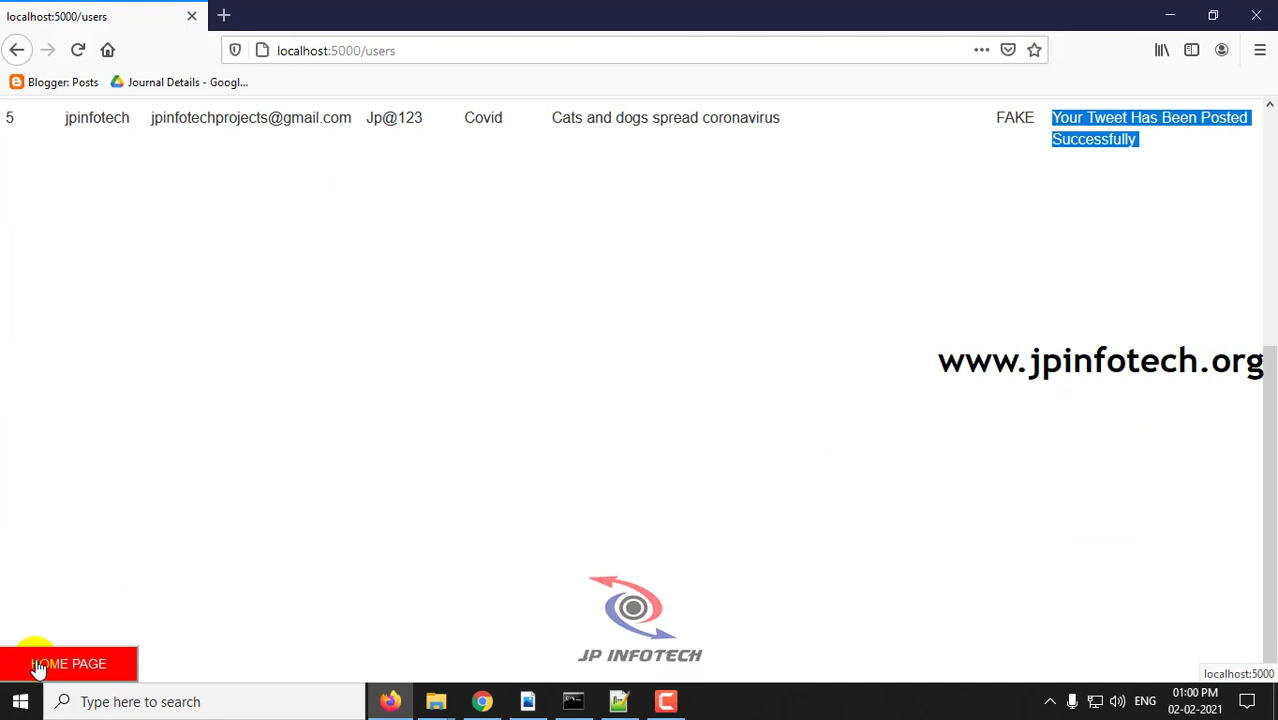 localhost:5000/users
localhost:5000/users
Blogger: Posts
Journal Details - Googl...
5 jpinfotech jpinfotechprojects@gmail.com Jp@123 Covid Cats and dogs spread coronavirus FAKE Your Tweet Has Been Posted
Successfully
www.jpinfotech.org
JP INFOTECH
HOME PAGE
localhost:5000
Type here to search
ENG
01:00 PM
02-02-2021